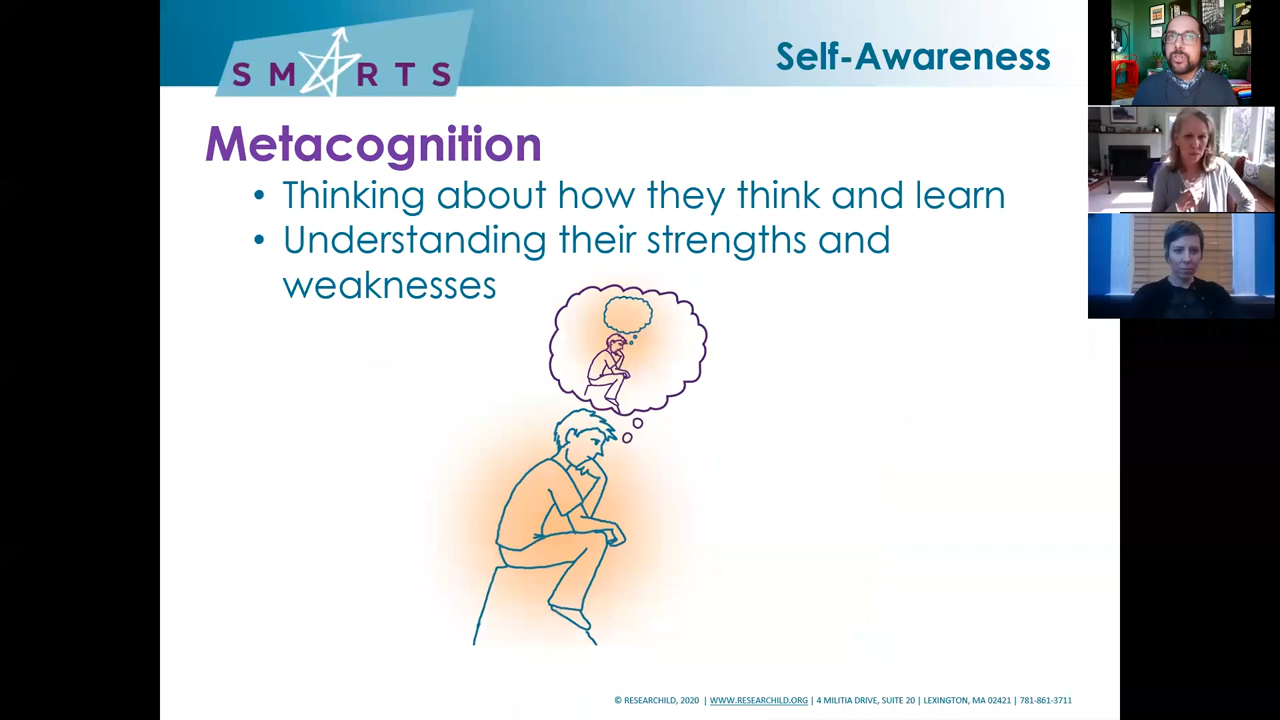 SMARTS
Self-Awareness
Metacognition
• Thinking about how they think and learn
• Understanding their strengths and
weaknesses
© RESEARCHILD, 2020 | WWW.RESEARCHILD.ORG | 4 MILITIA DRIVE, SUITE 20 | LEXINGTON, MA 02421 | 781-861-3711